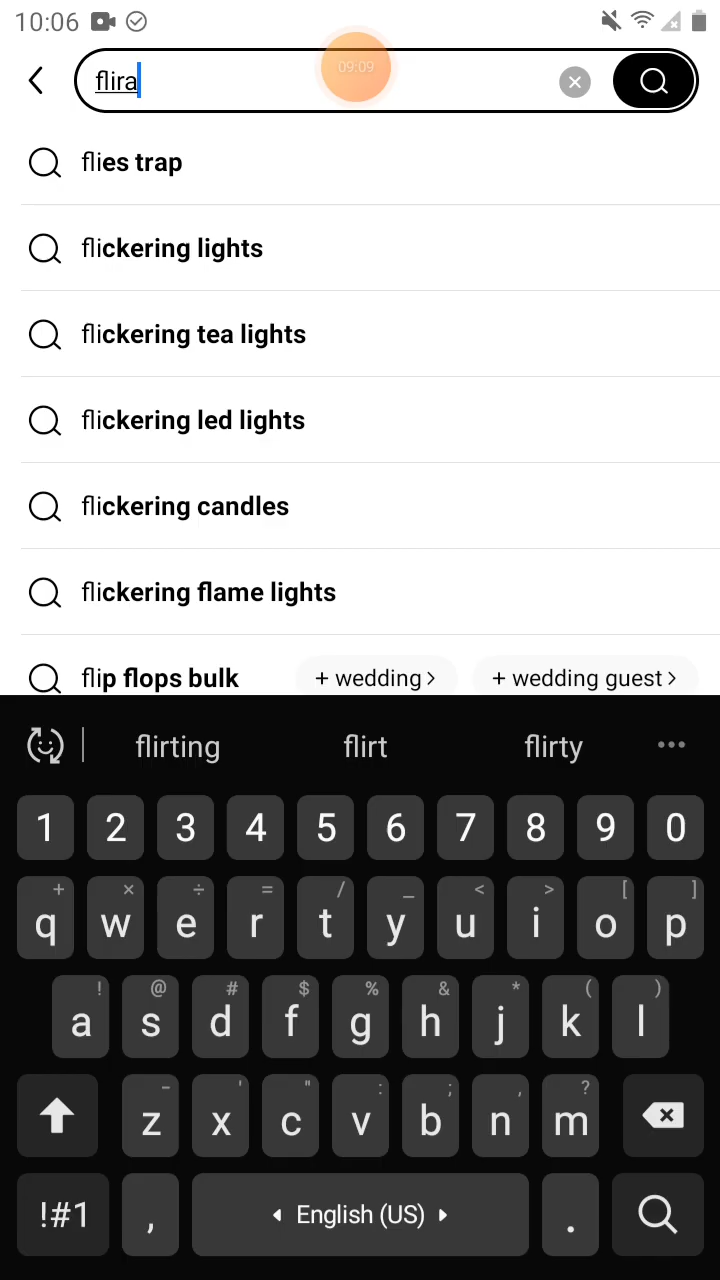 10:06
flira
09:09
flies trap
flickering lights
flickering tea lights
flickering led lights
flickering candles
flickering flame lights
flip flops bulk + wedding > + wedding guest >
flirting flirt flirty ...
1 2 3 4 5 6 7 8 9 0
+ × ÷ = / _ < > [ ]
q w e r t y u i o p
! @ # $ % & * ( )
a s d f g h j k l
- ' " : ; , ?
z x c v b n m
!#1 , English (US) .